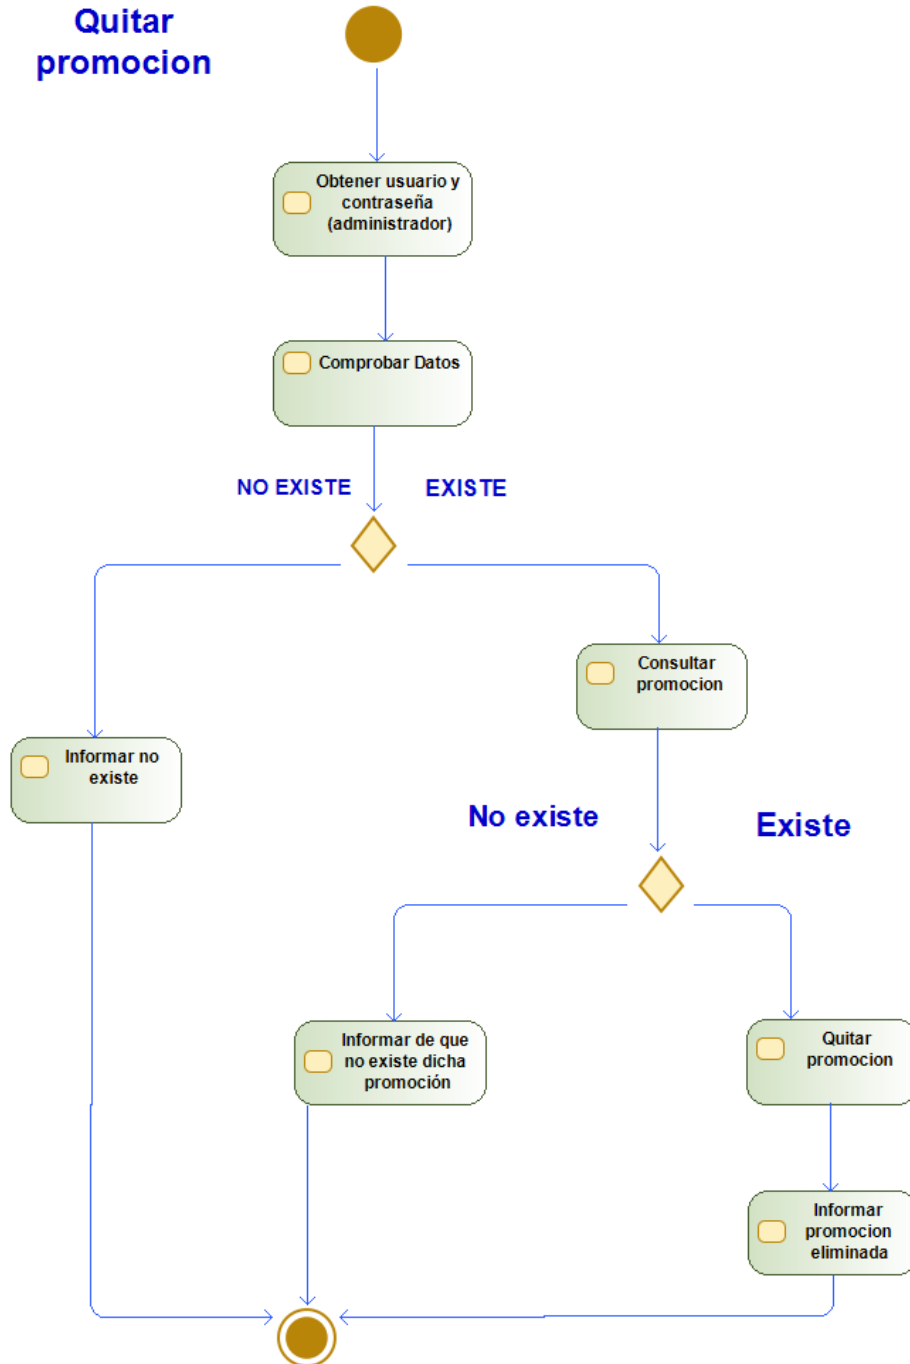 Quitar
promocion
Obtener usuario y
contraseña
(administrador)
Comprobar Datos
NO EXISTE
EXISTE
Consultar
promocion
Informar no
existe
No existe
Existe
Informar de que
no existe dicha
promoción
Quitar
promocion
Informar
promocion
eliminada